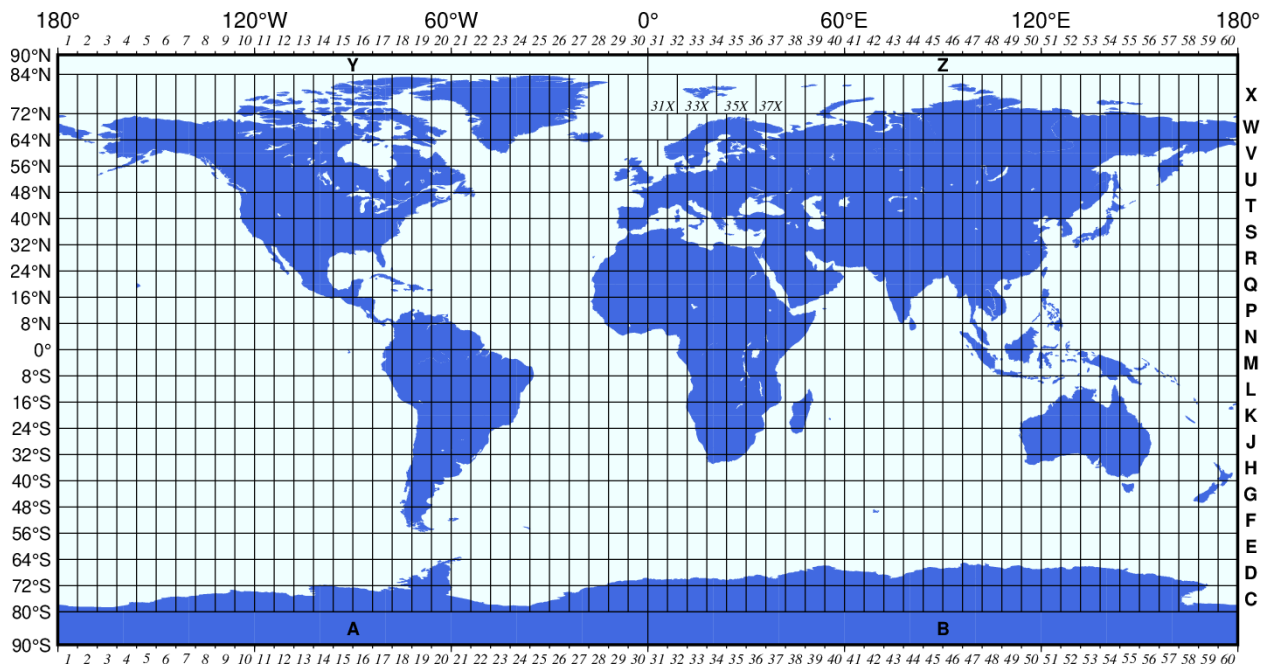 180° 120°W 60°W 0° 60°E 120°E 180°
1 2 3 4 5 6 7 8 9 10 11 12 13 14 15 16 17 18 19 20 21 22 23 24 25 26 27 28 29 30 31 32 33 34 35 36 37 38 39 40 41 42 43 44 45 46 47 48 49 50 51 52 53 54 55 56 57 58 59 60
90°N
Y Z
84°N
X
31X 33X 35X 37X
72°N
W
64°N
V
56°N
U
48°N
T
40°N
S
32°N
R
24°N
Q
16°N
P
8°N
N
0°
M
8°S
L
16°S
K
24°S
J
32°S
H
40°S
G
48°S
F
56°S
E
64°S
D
72°S
C
80°S
A B
90°S
1 2 3 4 5 6 7 8 9 10 11 12 13 14 15 16 17 18 19 20 21 22 23 24 25 26 27 28 29 30 31 32 33 34 35 36 37 38 39 40 41 42 43 44 45 46 47 48 49 50 51 52 53 54 55 56 57 58 59 60